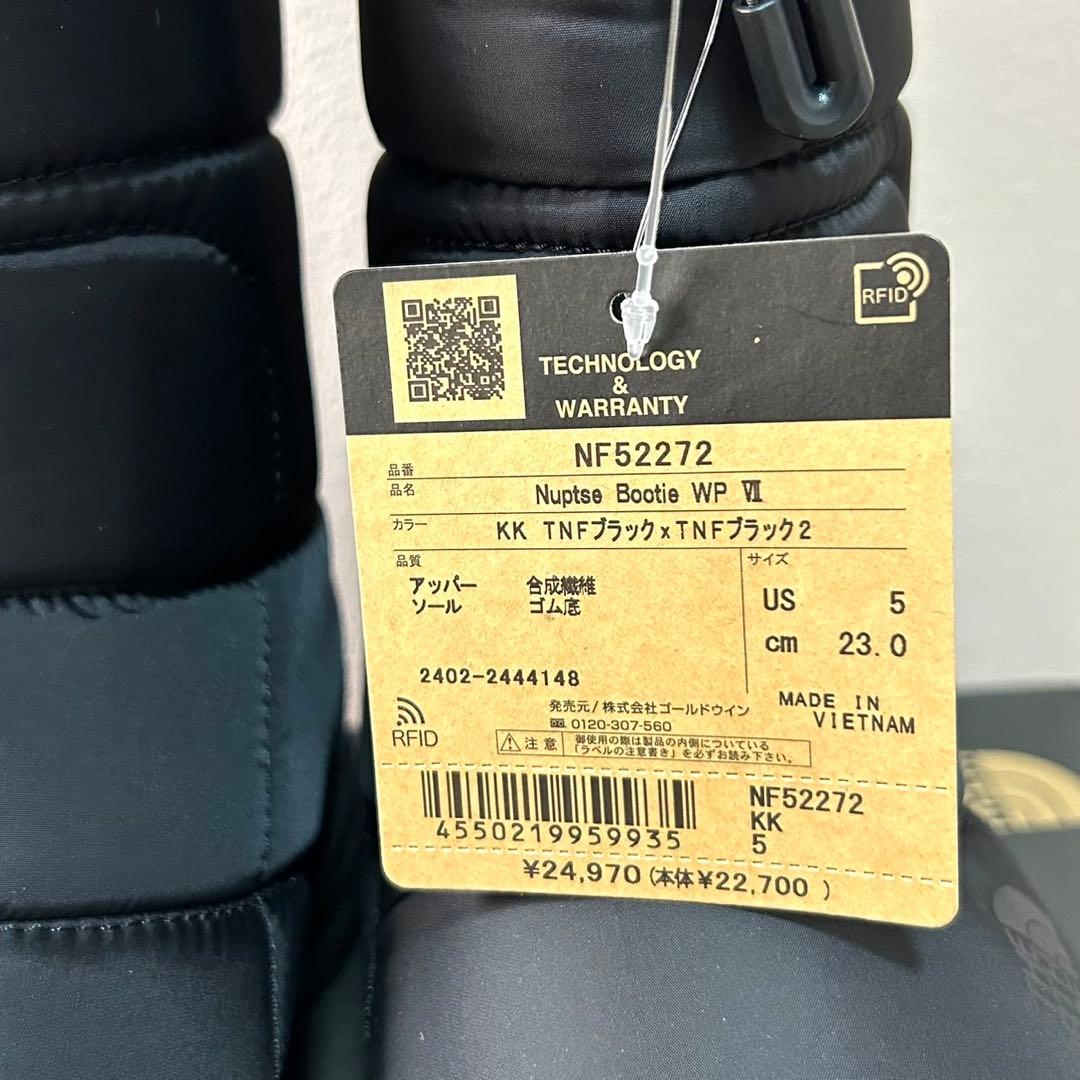 RFID
TECHNOLOGY
&
WARRANTY
品番 NF52272
品名 Nuptse Bootie WP Ⅶ
カラー KK TNFブラック×TNFブラック2
品質
アッパー 合成繊維
ソール ゴム底
サイズ
US 5
cm 23.0
2402-2444148
MADE IN
VIETNAM
発売元/株式会社ゴールドウイン
0120-307-560
RFID
注意 御使用の際は製品の内側についている
「ラベルの注意書き」を必ずお読み下さい。
4550219959935
NF52272
KK
5
¥24,970(本体¥22,700 )